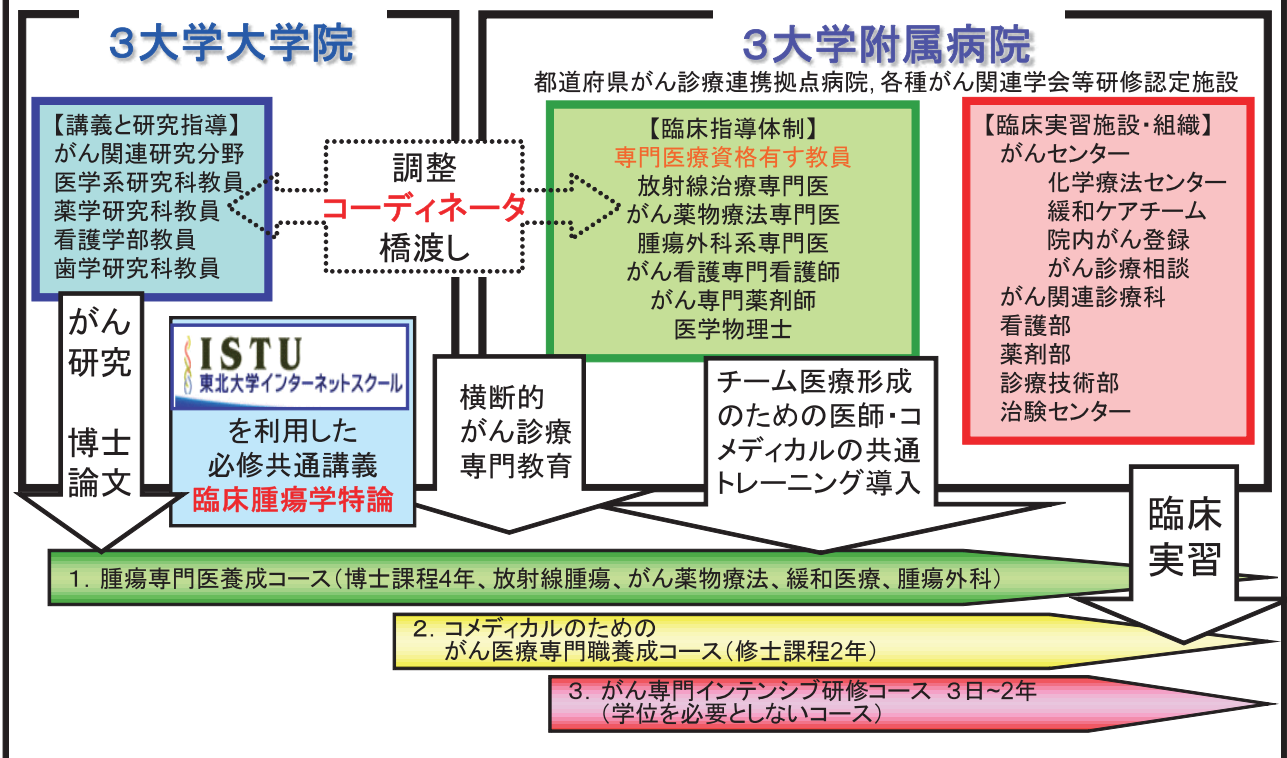 3大学大学院
3大学附属病院
都道府県がん診療連携拠点病院,各種がん関連学会等研修認定施設
【講義と研究指導】
がん関連研究分野
医学系研究科教員
薬学研究科教員
看護学部教員
歯学研究科教員
調整
コーディネータ
橋渡し
【臨床指導体制】
専門医療資格有す教員
放射線治療専門医
がん薬物療法専門医
腫瘍外科系専門医
がん看護専門看護師
がん専門薬剤師
医学物理士
【臨床実習施設・組織】
がんセンター
化学療法センター
緩和ケアチーム
院内がん登録
がん診療相談
がん関連診療科
看護部
薬剤部
診療技術部
治験センター
がん
研究
博士
論文
ISTU
東北大学インターネットスクール
を利用した
必修共通講義
臨床腫瘍学特論
横断的
がん診療
専門教育
チーム医療形成
のための医師・コ
メディカルの共通
トレーニング導入
臨床
実習
1. 腫瘍専門医養成コース(博士課程4年、放射線腫瘍、がん薬物療法、緩和医療、腫瘍外科)
2. コメディカルのための
がん医療専門職養成コース(修士課程2年)
3. がん専門インテンシブ研修コース 3日~2年
(学位を必要としないコース)